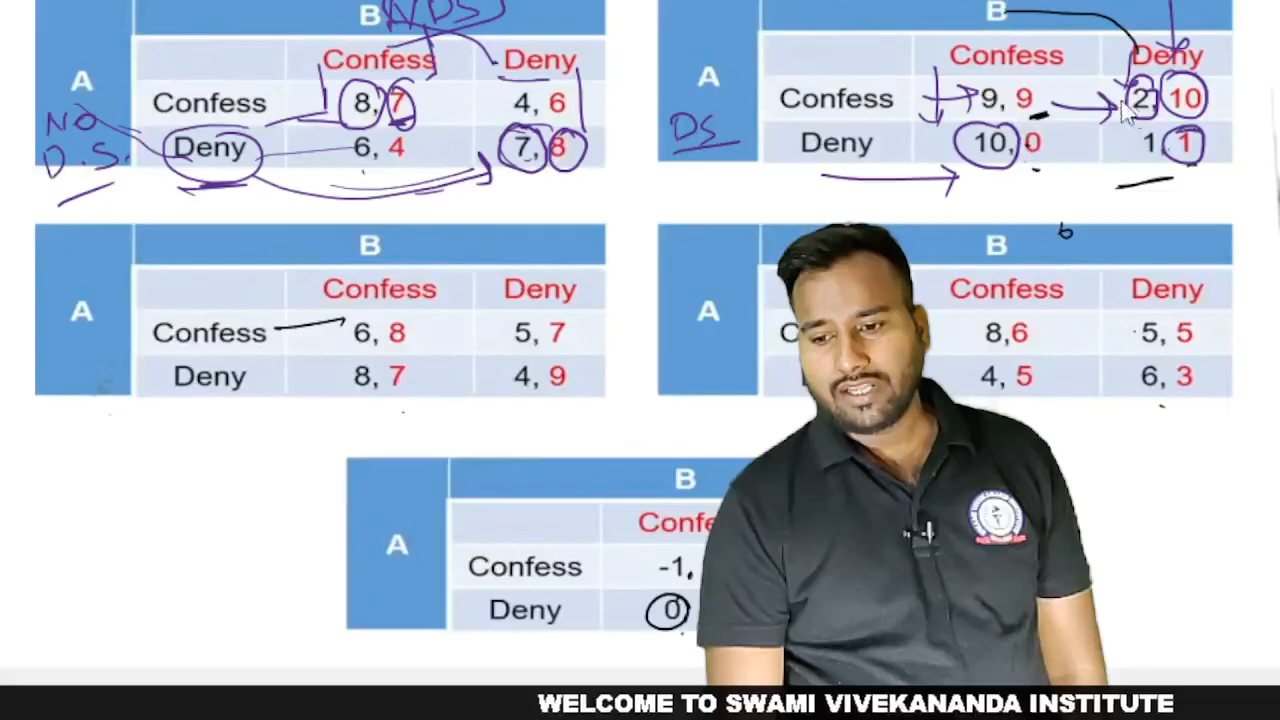 B NDS
Confess Deny
A
Confess 8, 7 4, 6
Deny 6, 4 7, 8
NO
D.S.
B
Confess Deny
A
Confess 9, 9 2, 10
Deny 10, 0 1, 1
DS
B
Confess Deny
A
Confess 6, 8 5, 7
Deny 8, 7 4, 9
B
Confess Deny
A
8,6 5, 5
4, 5 6, 3
B
A
Confess -1,
Deny 0
WELCOME TO SWAMI VIVEKANANDA INSTITUTE